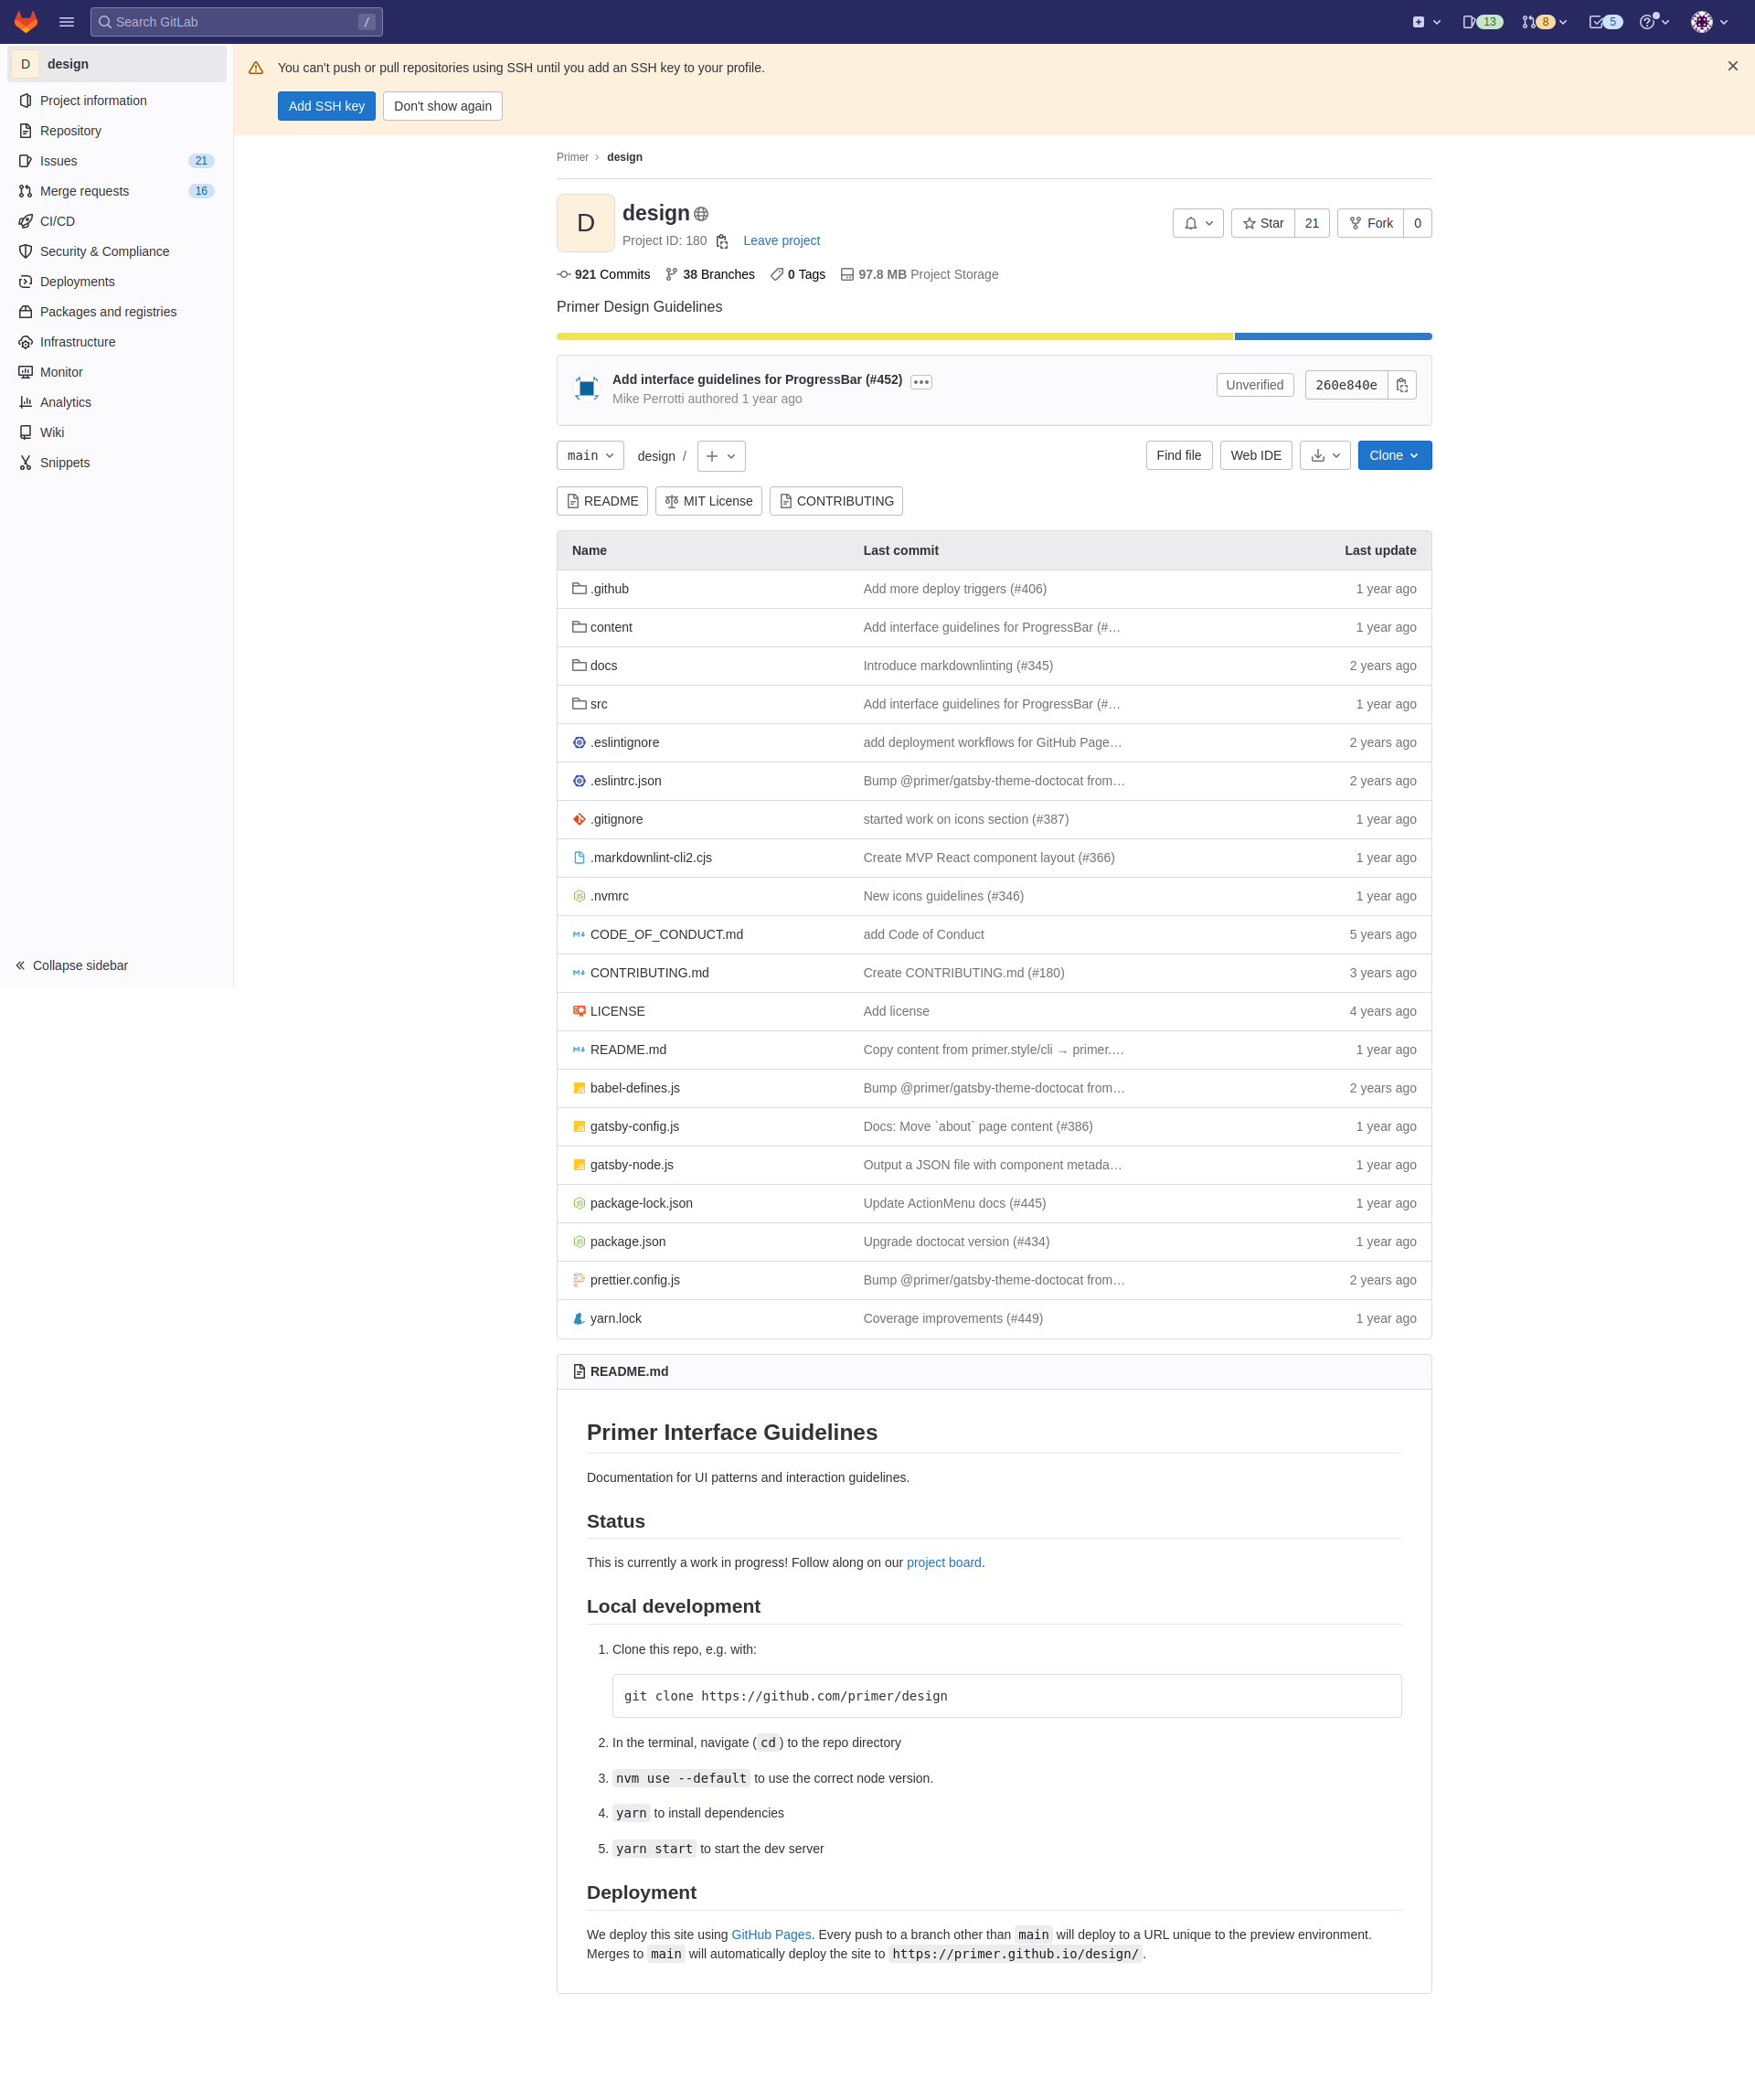 Search GitLab /
13 8 5
D design
Project information
Repository
Issues 21
Merge requests 16
CI/CD
Security & Compliance
Deployments
Packages and registries
Infrastructure
Monitor
Analytics
Wiki
Snippets
Collapse sidebar
You can't push or pull repositories using SSH until you add an SSH key to your profile.
Add SSH key Don't show again
Primer › design
D design
Star 21 Fork 0
Project ID: 180 Leave project
921 Commits 38 Branches 0 Tags 97.8 MB Project Storage
Primer Design Guidelines
Add interface guidelines for ProgressBar (#452)
Mike Perrotti authored 1 year ago
Unverified 260e840e
main design / + Find file Web IDE Clone
README MIT License CONTRIBUTING
Name Last commit Last update
.github Add more deploy triggers (#406) 1 year ago
content Add interface guidelines for ProgressBar (#… 1 year ago
docs Introduce markdownlinting (#345) 2 years ago
src Add interface guidelines for ProgressBar (#… 1 year ago
.eslintignore add deployment workflows for GitHub Page… 2 years ago
.eslintrc.json Bump @primer/gatsby-theme-doctocat from… 2 years ago
.gitignore started work on icons section (#387) 1 year ago
.markdownlint-cli2.cjs Create MVP React component layout (#366) 1 year ago
.nvmrc New icons guidelines (#346) 1 year ago
CODE_OF_CONDUCT.md add Code of Conduct 5 years ago
CONTRIBUTING.md Create CONTRIBUTING.md (#180) 3 years ago
LICENSE Add license 4 years ago
README.md Copy content from primer.style/cli → primer.… 1 year ago
babel-defines.js Bump @primer/gatsby-theme-doctocat from… 2 years ago
gatsby-config.js Docs: Move `about` page content (#386) 1 year ago
gatsby-node.js Output a JSON file with component metada… 1 year ago
package-lock.json Update ActionMenu docs (#445) 1 year ago
package.json Upgrade doctocat version (#434) 1 year ago
prettier.config.js Bump @primer/gatsby-theme-doctocat from… 2 years ago
yarn.lock Coverage improvements (#449) 1 year ago
README.md
Primer Interface Guidelines
Documentation for UI patterns and interaction guidelines.
Status
This is currently a work in progress! Follow along on our project board.
Local development
1. Clone this repo, e.g. with:
git clone https://github.com/primer/design
2. In the terminal, navigate (cd) to the repo directory
3. nvm use --default to use the correct node version.
4. yarn to install dependencies
5. yarn start to start the dev server
Deployment
We deploy this site using GitHub Pages. Every push to a branch other than main will deploy to a URL unique to the preview environment.
Merges to main will automatically deploy the site to https://primer.github.io/design/.